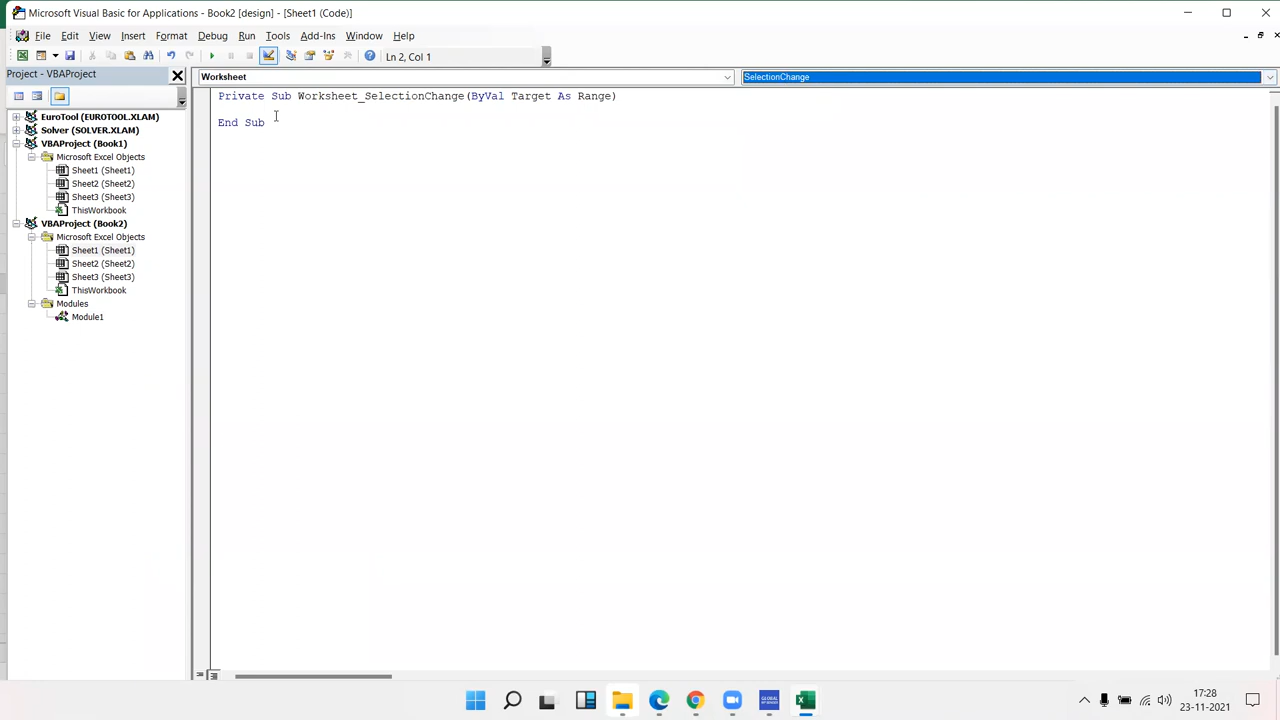 Microsoft Visual Basic for Applications - Book2 [design] - [Sheet1 (Code)]
File Edit View Insert Format Debug Run Tools Add-Ins Window Help
Ln 2, Col 1
Project - VBAProject
Worksheet
SelectionChange
EuroTool (EUROTOOL.XLAM)
Solver (SOLVER.XLAM)
VBAProject (Book1)
Microsoft Excel Objects
Sheet1 (Sheet1)
Sheet2 (Sheet2)
Sheet3 (Sheet3)
ThisWorkbook
VBAProject (Book2)
Microsoft Excel Objects
Sheet1 (Sheet1)
Sheet2 (Sheet2)
Sheet3 (Sheet3)
ThisWorkbook
Modules
Module1
Private Sub Worksheet_SelectionChange(ByVal Target As Range)
End Sub
GLOBAL
17:28
23-11-2021